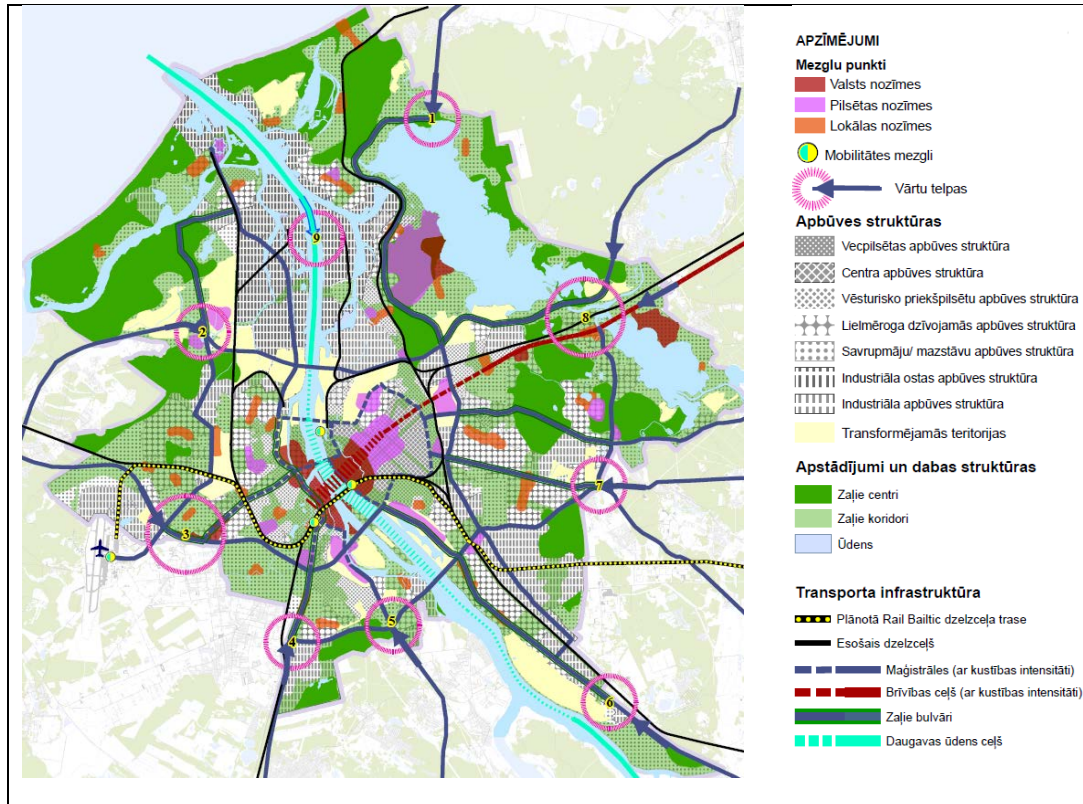 1
9
2
8
7
3
5
4
6
APZĪMĒJUMI
Mezglu punkti
Valsts nozīmes
Pilsētas nozīmes
Lokālas nozīmes
Mobilitātes mezgli
Vārtu telpas
Apbūves struktūras
Vecpilsētas apbūves struktūra
Centra apbūves struktūra
Vēsturisko priekšpilsētu apbūves struktūra
Lielmēroga dzīvojamās apbūves struktūra
Savrupmāju/ mazstāvu apbūves struktūra
Industriāla ostas apbūves struktūra
Industriāla apbūves struktūra
Transformējamās teritorijas
Apstādījumi un dabas struktūras
Zaļie centri
Zaļie koridori
Ūdens
Transporta infrastruktūra
Plānotā Rail Bailtic dzelzceļa trase
Esošais dzelzceļš
Maģistrāles (ar kustības intensitāti)
Brīvības ceļš (ar kustības intensitāti)
Zaļie bulvāri
Daugavas ūdens ceļš